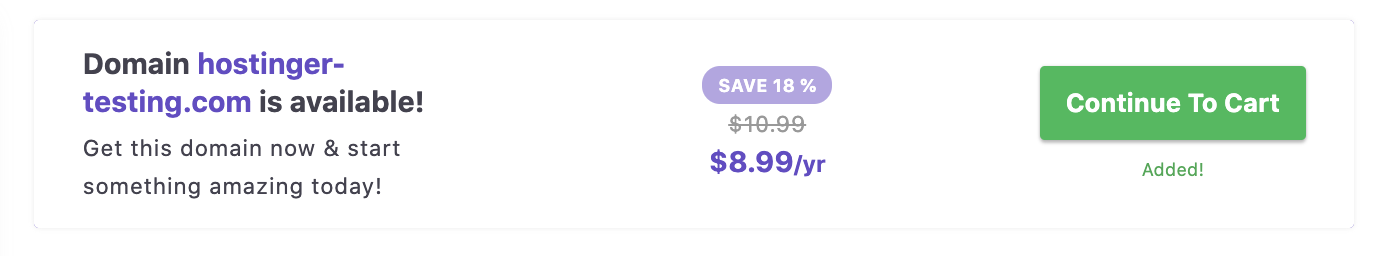 Domain hostinger-
testing.com is available!
Get this domain now & start
something amazing today!
SAVE 18 %
$10.99
$8.99/yr
Continue To Cart
Added!